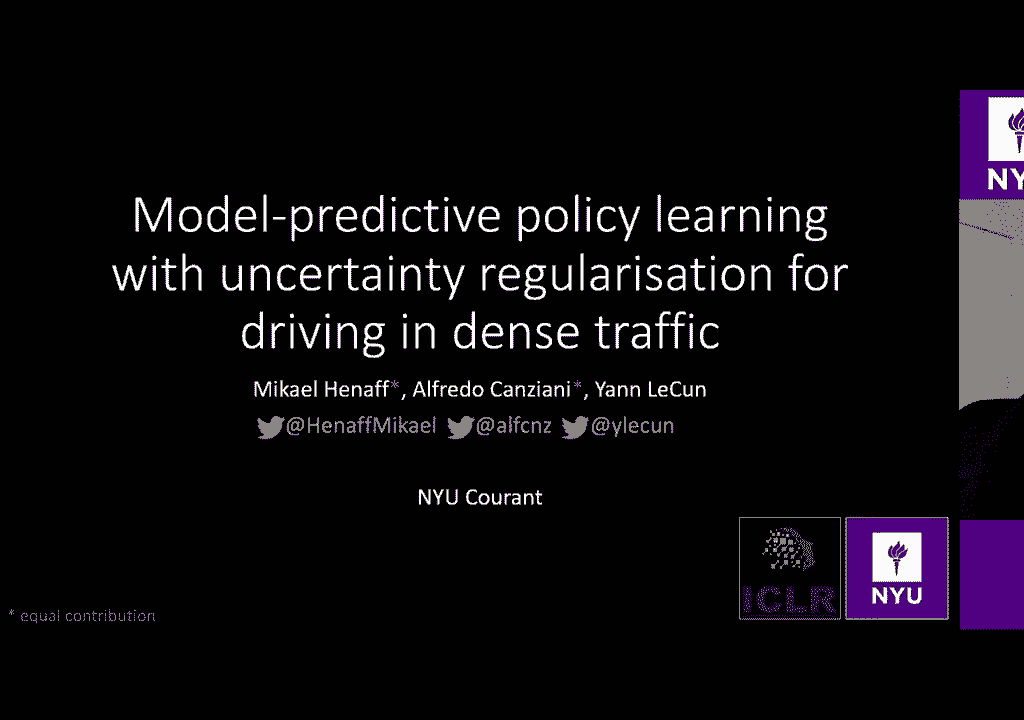 Model-predictive policy learning
with uncertainty regularisation for
driving in dense traffic
Mikael Henaff*, Alfredo Canziani*, Yann LeCun
@HenaffMikael @alfcnz @ylecun
NYU Courant
* equal contribution
ICLR
NYU
NY